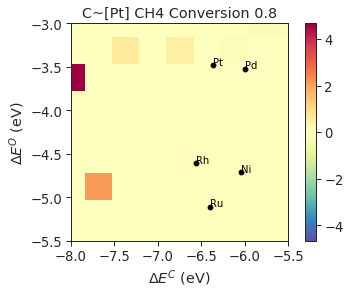 C~[Pt] CH4 Conversion 0.8
−3.0
−3.5
−4.0
−4.5
−5.0
−5.5
ΔE^O (eV)
Pt
Pd
Rh
Ni
Ru
−8.0 −7.5 −7.0 −6.5 −6.0 −5.5
ΔE^C (eV)
4
2
0
−2
−4